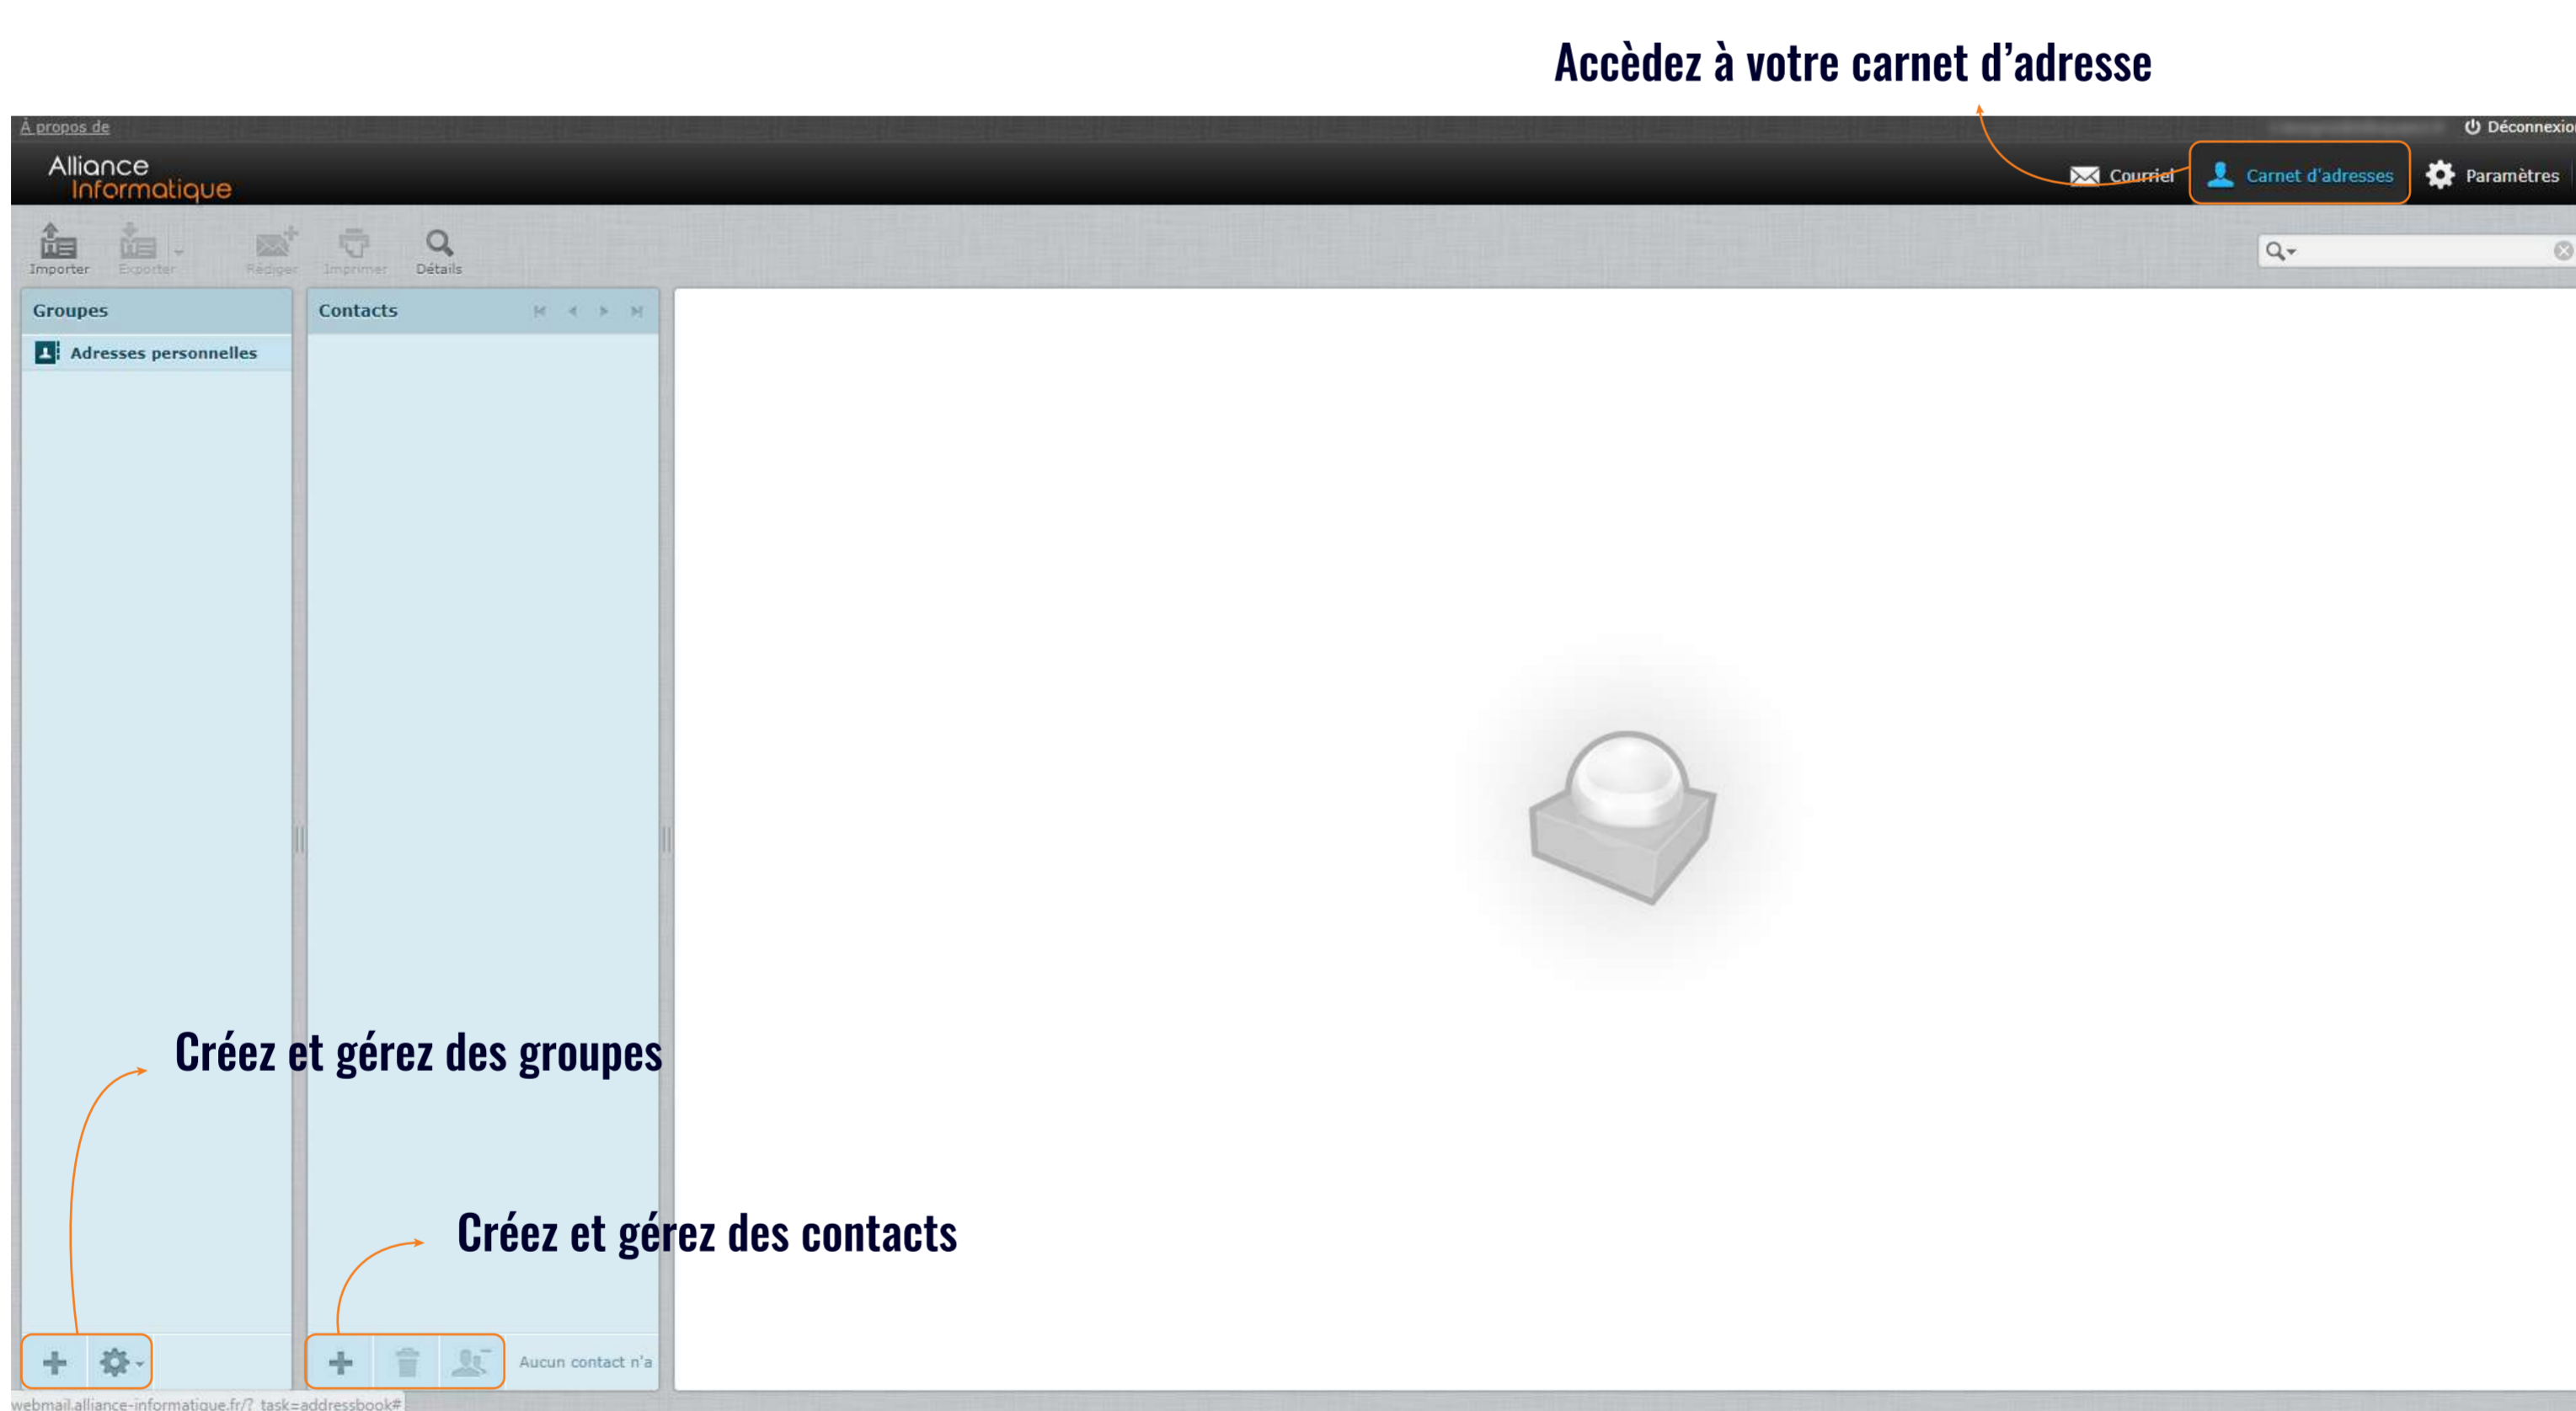 Accèdez à votre carnet d'adresse
À propos de
Déconnexion
Alliance
Informatique
Courriel
Carnet d'adresses
Paramètres
Importer
Exporter
Rédiger
Imprimer
Détails
Groupes
Contacts
Adresses personnelles
Créez et gérez des groupes
Créez et gérez des contacts
Aucun contact n'a
webmail.alliance-informatique.fr/?_task=addressbook#